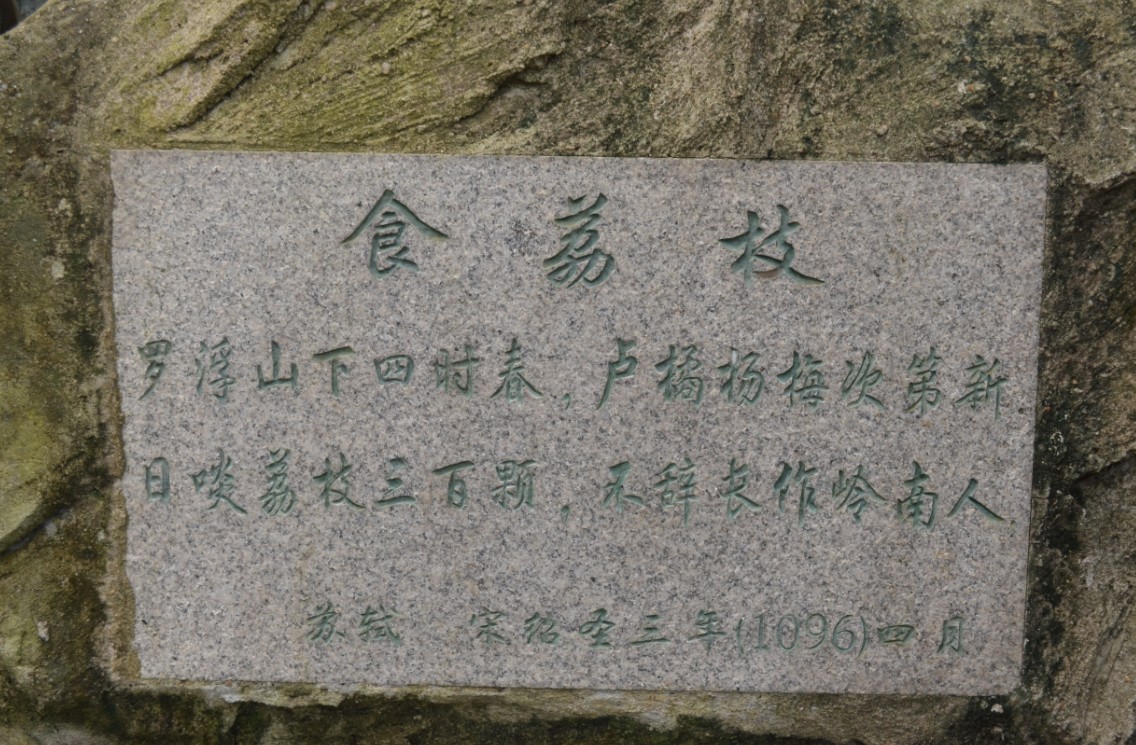 食荔枝
罗浮山下四时春，卢橘杨梅次第新
日啖荔枝三百颗，不辞长作岭南人
苏轼 宋绍圣三年(1096)四月